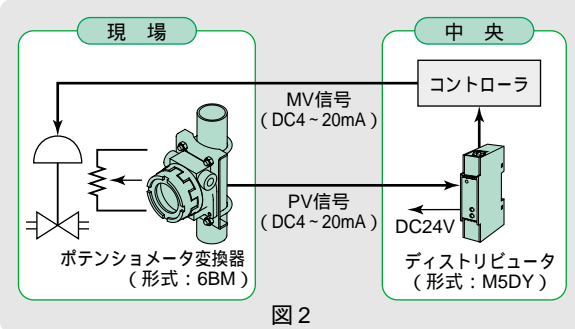 現 場
中 央
コントローラ
MV信号
(DC4~20mA)
PV信号
(DC4~20mA)
DC24V
ポテンショメータ変換器
(形式：6BM)
ディストリビュータ
(形式：M5DY)
図２